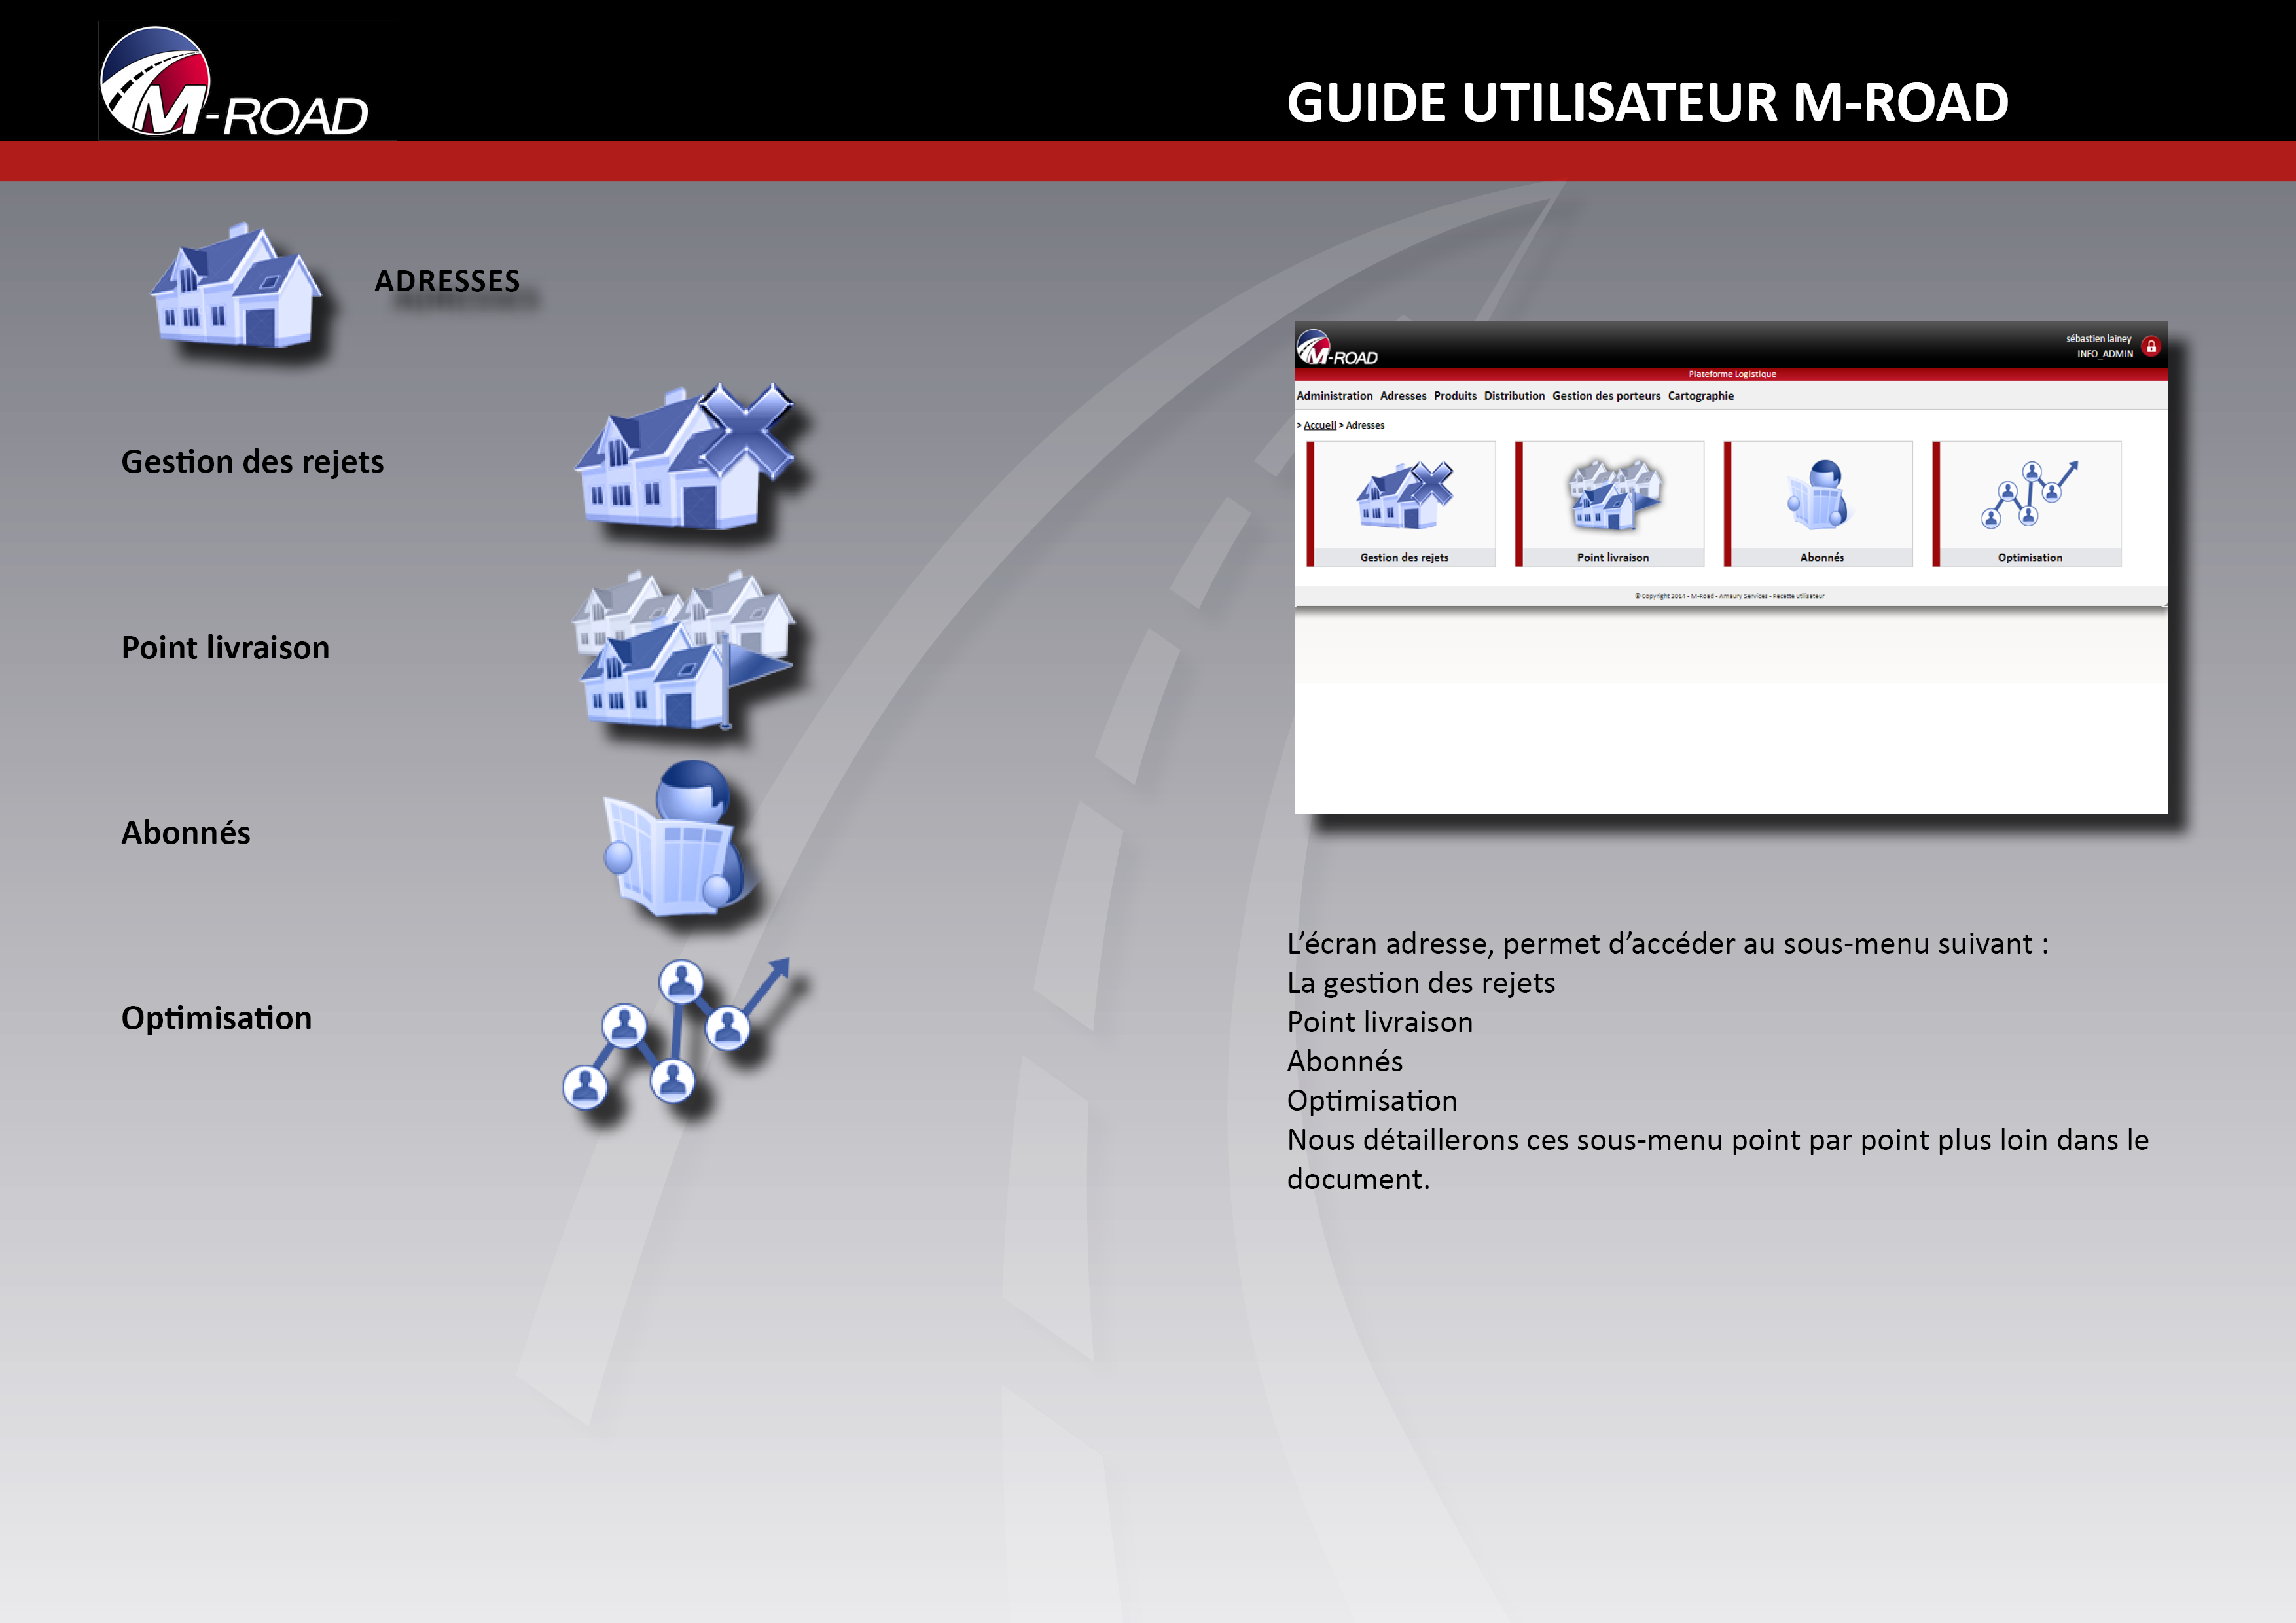 M-ROAD
GUIDE UTILISATEUR M-ROAD
ADRESSES
Gestion des rejets
Point livraison
Abonnés
Optimisation
M-ROAD
sébastien lainey
INFO_ADMIN
Plateforme Logistique
Administration Adresses Produits Distribution Gestion des porteurs Cartographie
> Accueil > Adresses
Gestion des rejets Point livraison Abonnés Optimisation
© Copyright 2014 - M-Road - Amaury Services - Recette utilisateur
L’écran adresse, permet d’accéder au sous-menu suivant :
La gestion des rejets
Point livraison
Abonnés
Optimisation
Nous détaillerons ces sous-menu point par point plus loin dans le
document.